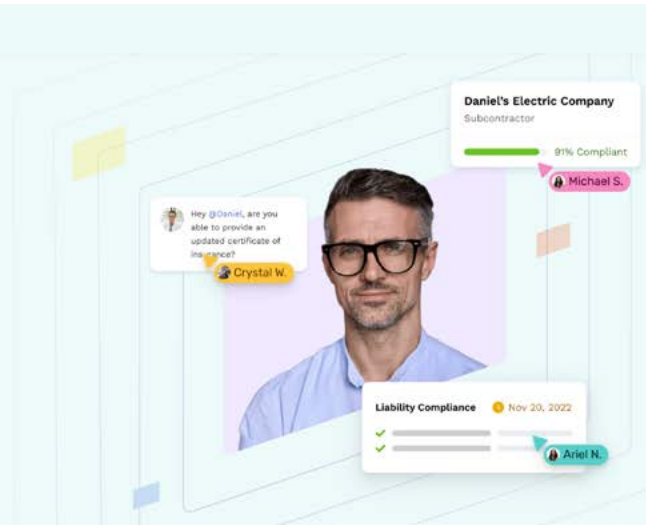 Daniel's Electric Company
Subcontractor
91% Compliant
Michael S.
Hey @Daniel, are you
able to provide an
updated certificate of
insurance?
Crystal W.
Liability Compliance
Nov 20, 2022
Ariel N.